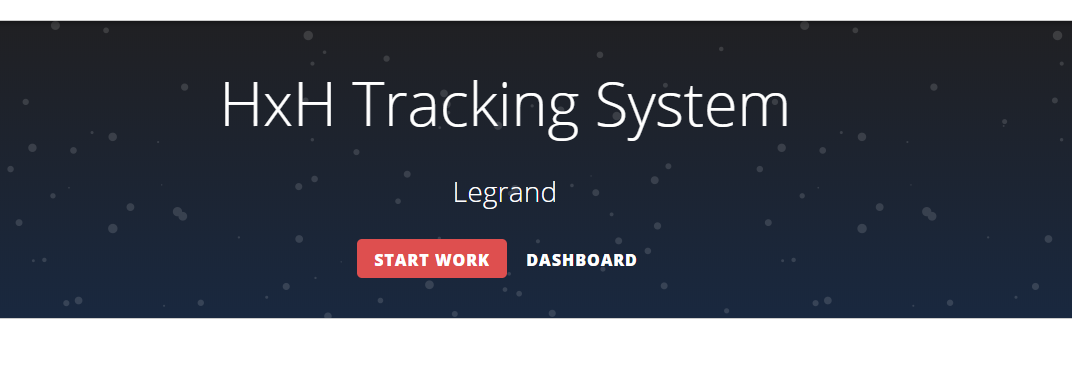 HxH Tracking System
Legrand
START WORK DASHBOARD